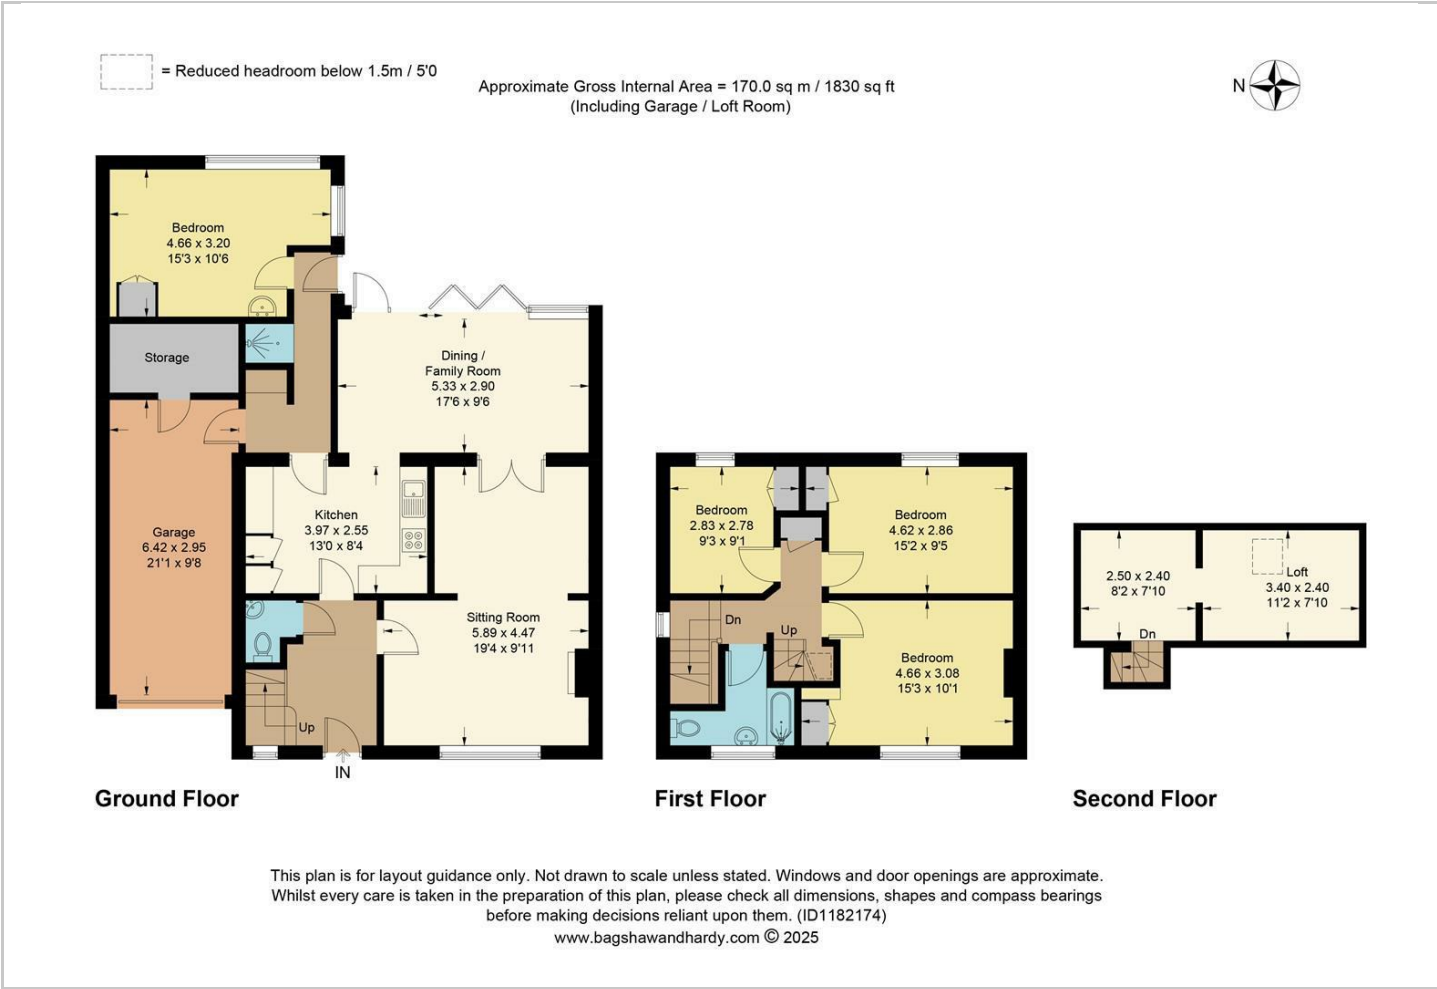 = Reduced headroom below 1.5m / 5'0
Approximate Gross Internal Area = 170.0 sq m / 1830 sq ft
(Including Garage / Loft Room)
N
Bedroom
4.66 x 3.20
15'3 x 10'6
Storage
Dining /
Family Room
5.33 x 2.90
17'6 x 9'6
Garage
6.42 x 2.95
21'1 x 9'8
Kitchen
3.97 x 2.55
13'0 x 8'4
Sitting Room
5.89 x 4.47
19'4 x 9'11
Up
IN
Ground Floor
Bedroom
2.83 x 2.78
9'3 x 9'1
Bedroom
4.62 x 2.86
15'2 x 9'5
Dn
Up
Bedroom
4.66 x 3.08
15'3 x 10'1
First Floor
2.50 x 2.40
8'2 x 7'10
Loft
3.40 x 2.40
11'2 x 7'10
Dn
Second Floor
This plan is for layout guidance only. Not drawn to scale unless stated. Windows and door openings are approximate.
Whilst every care is taken in the preparation of this plan, please check all dimensions, shapes and compass bearings
before making decisions reliant upon them. (ID1182174)
www.bagshawandhardy.com © 2025